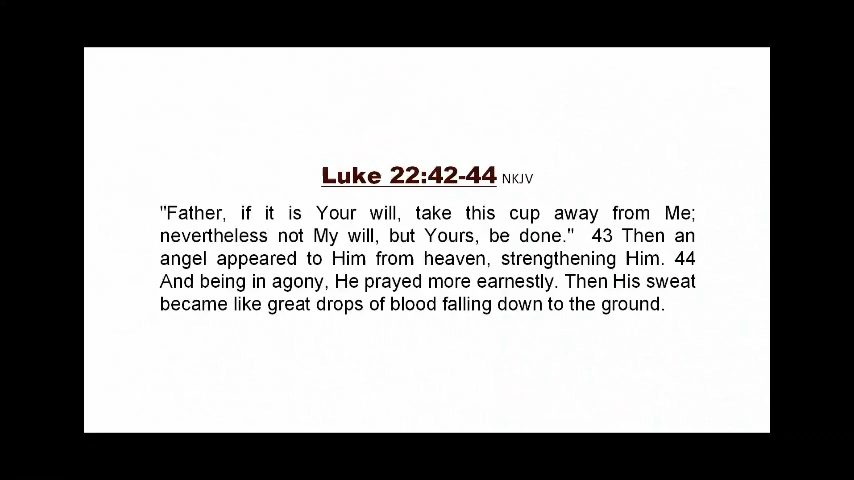 Luke 22:42-44 NKJV
"Father, if it is Your will, take this cup away from Me;
nevertheless not My will, but Yours, be done."  43 Then an
angel appeared to Him from heaven, strengthening Him. 44
And being in agony, He prayed more earnestly. Then His sweat
became like great drops of blood falling down to the ground.